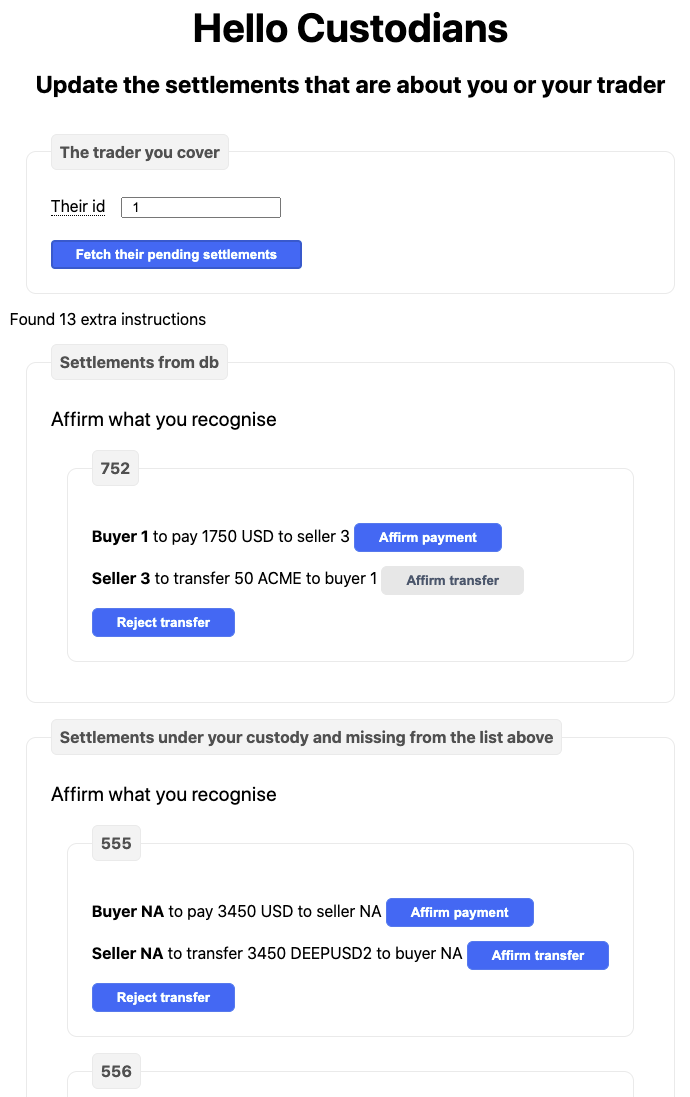 Hello Custodians
Update the settlements that are about you or your trader
The trader you cover
Their id 1
Fetch their pending settlements
Found 13 extra instructions
Settlements from db
Affirm what you recognise
752
Buyer 1 to pay 1750 USD to seller 3 Affirm payment
Seller 3 to transfer 50 ACME to buyer 1 Affirm transfer
Reject transfer
Settlements under your custody and missing from the list above
Affirm what you recognise
555
Buyer NA to pay 3450 USD to seller NA Affirm payment
Seller NA to transfer 3450 DEEPUSD2 to buyer NA Affirm transfer
Reject transfer
556